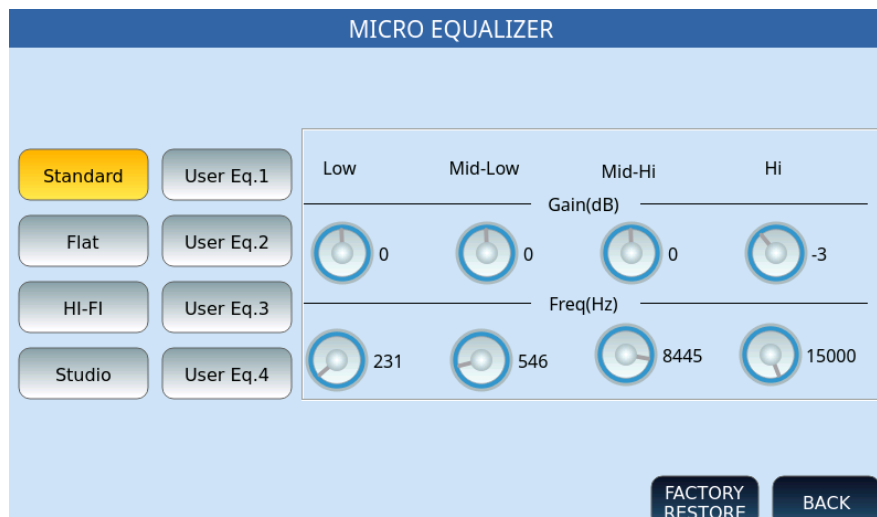 MICRO EQUALIZER
Standard
User Eq.1
Flat
User Eq.2
HI-FI
User Eq.3
Studio
User Eq.4
Low
Mid-Low
Mid-Hi
Hi
Gain(dB)
0
0
0
-3
Freq(Hz)
231
546
8445
15000
FACTORY
RESTORE
BACK